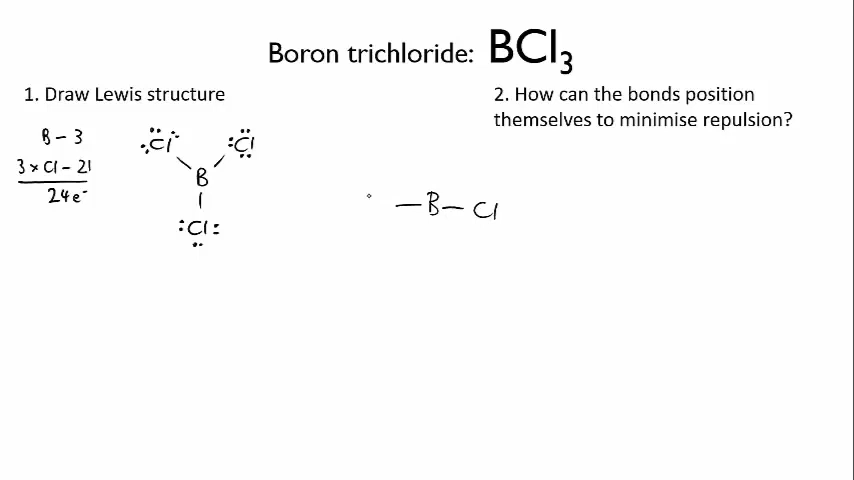 Boron trichloride: BCl₃
1. Draw Lewis structure
B – 3
3 × Cl – 21
24e⁻
Cl
Cl
B
Cl
2. How can the bonds position
themselves to minimise repulsion?
— B — Cl